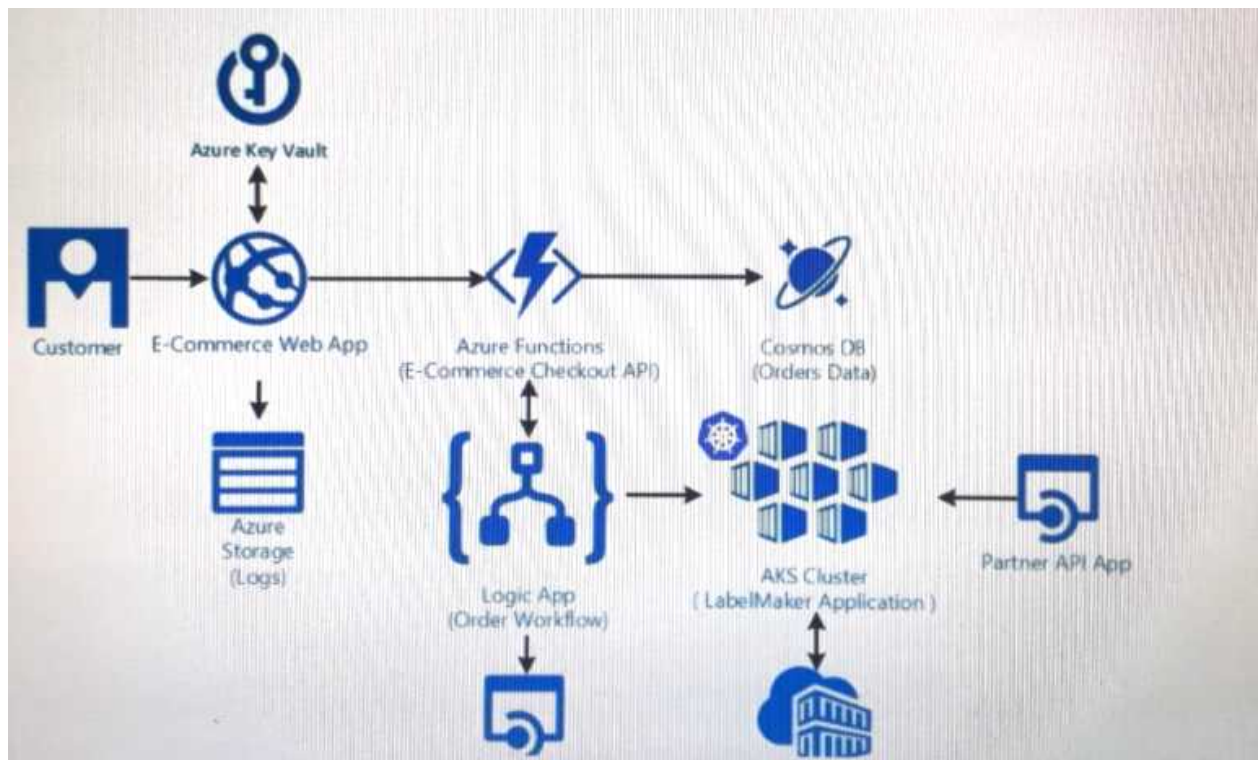 Azure Key Vault
Customer
E-Commerce Web App
Azure Functions
(E-Commerce Checkout API)
Cosmos DB
(Orders Data)
Azure
Storage
(Logs)
Logic App
(Order Workflow)
AKS Cluster
( LabelMaker Application )
Partner API App